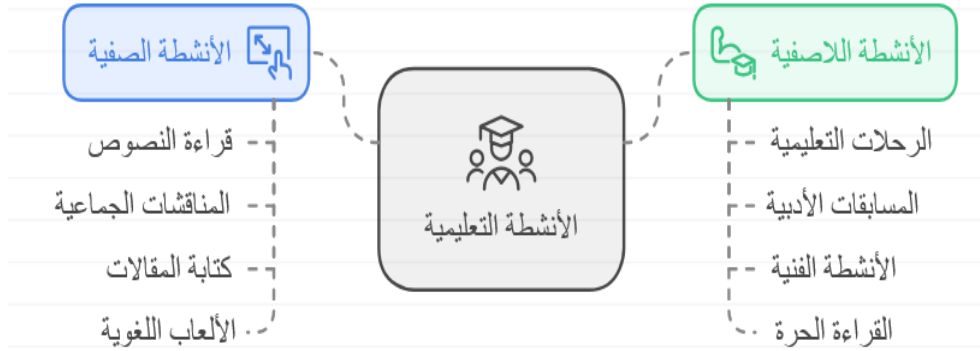 الأنشطة التعليمية
الأنشطة اللاصفية
الرحلات التعليمية
المسابقات الأدبية
الأنشطة الفنية
القراءة الحرة
الأنشطة الصفية
قراءة النصوص
المناقشات الجماعية
كتابة المقالات
الألعاب اللغوية